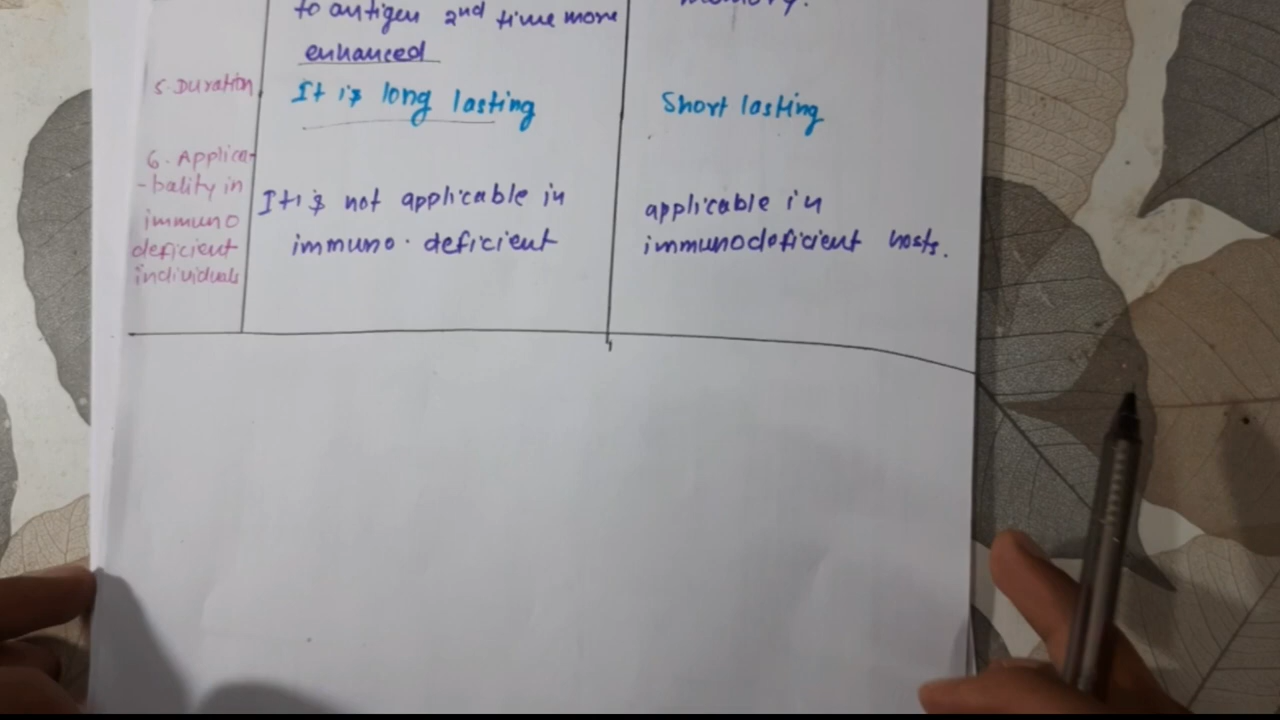 to antigen 2nd time more
enhanced
memory.
5. Duration
It is long lasting
Short lasting
6. Applica-
-bality in
immuno
deficient
individuals
It is not applicable in
immuno. deficient
applicable in
immunodeficient hosts.